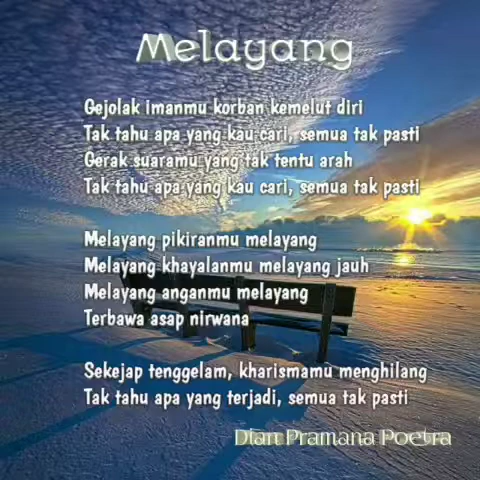 Melayang
Gejolak imanmu korban kemelut diri
Tak tahu apa yang kau cari, semua tak pasti
Gerak suaramu yang tak tentu arah
Tak tahu apa yang kau cari, semua tak pasti
Melayang pikiranmu melayang
Melayang khayalanmu melayang jauh
Melayang anganmu melayang
Terbawa asap nirwana
Sekejap tenggelam, kharismamu menghilang
Tak tahu apa yang terjadi, semua tak pasti
Dian Pramana Poetra